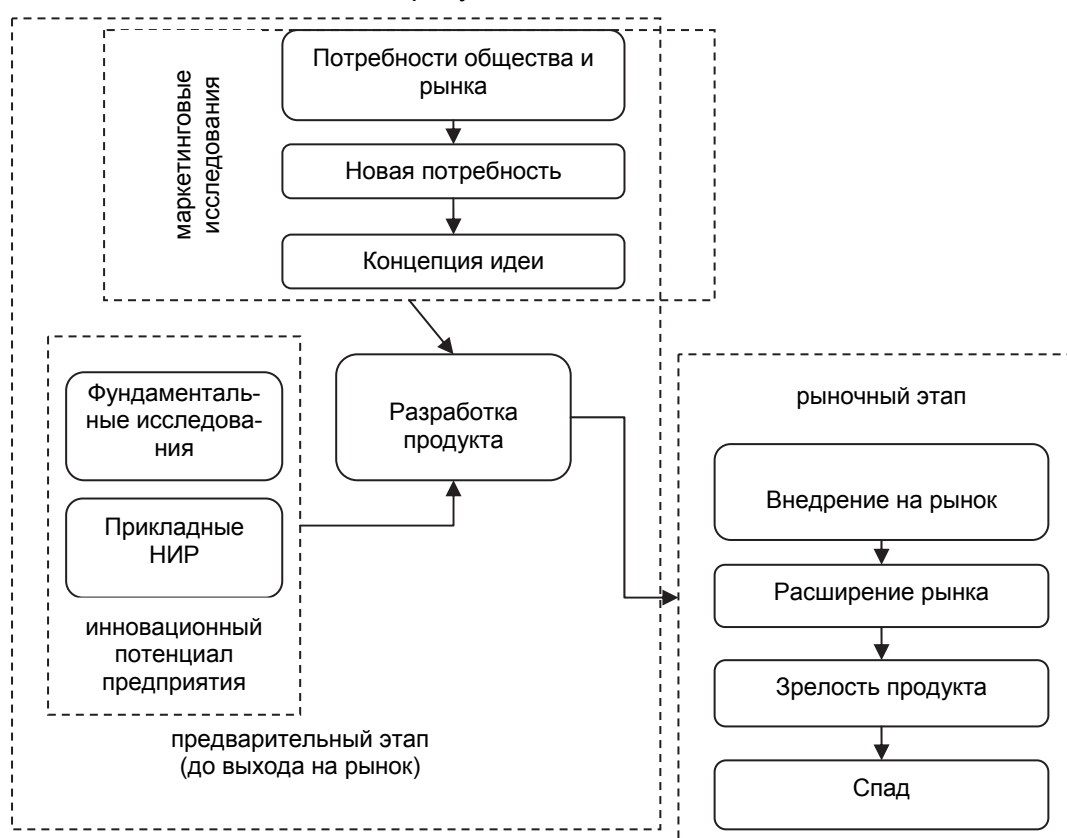 Потребности общества и
рынка
маркетинговые
исследования
Новая потребность
Концепция идеи
Фундаменталь-
ные исследова-
ния
Разработка
продукта
Прикладные
НИР
инновационный
потенциал
предприятия
предварительный этап
(до выхода на рынок)
рыночный этап
Внедрение на рынок
Расширение рынка
Зрелость продукта
Спад